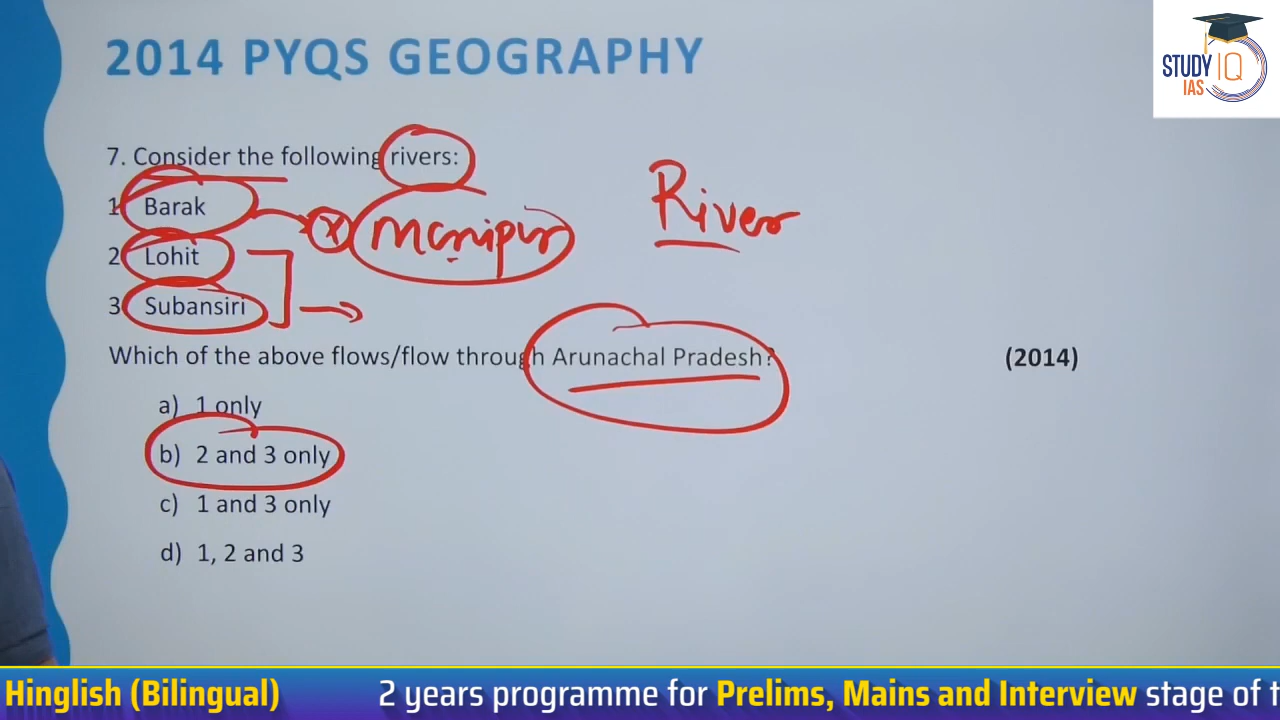 2014 PYQS GEOGRAPHY
STUDY IQ
IAS
7. Consider the following rivers:
River
1 Barak
Manipur
2 Lohit
3 Subansiri
Which of the above flows/flow through Arunachal Pradesh? (2014)
a) 1 only
b) 2 and 3 only
c) 1 and 3 only
d) 1, 2 and 3
Hinglish (Bilingual) 2 years programme for Prelims, Mains and Interview stage of t